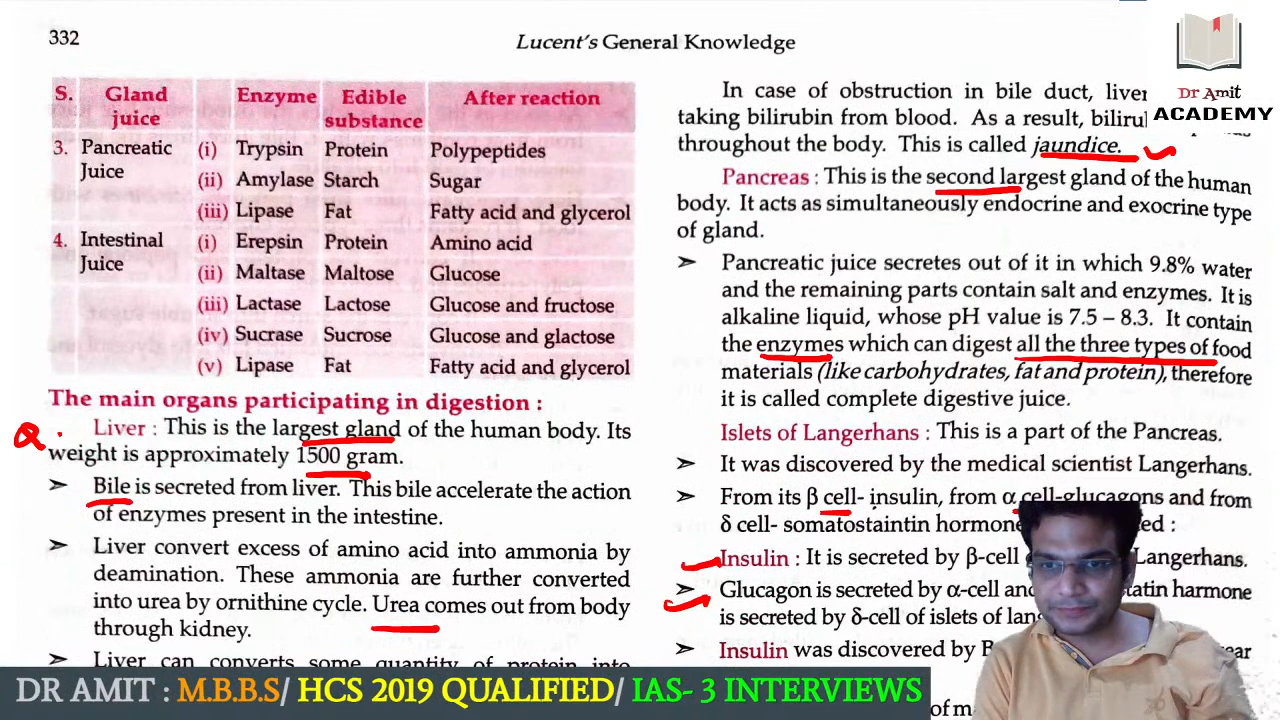 332
Lucent's General Knowledge
S. Gland juice Enzyme Edible substance After reaction
3. Pancreatic Juice (i) Trypsin Protein Polypeptides
(ii) Amylase Starch Sugar
(iii) Lipase Fat Fatty acid and glycerol
4. Intestinal Juice (i) Erepsin Protein Amino acid
(ii) Maltase Maltose Glucose
(iii) Lactase Lactose Glucose and fructose
(iv) Sucrase Sucrose Glucose and glactose
(v) Lipase Fat Fatty acid and glycerol
The main organs participating in digestion :
Q.
Liver : This is the largest gland of the human body. Its
weight is approximately 1500 gram.
➢ Bile is secreted from liver. This bile accelerate the action
of enzymes present in the intestine.
➢ Liver convert excess of amino acid into ammonia by
deamination. These ammonia are further converted
into urea by ornithine cycle. Urea comes out from body
through kidney.
➢ Liver can converts some quantity of protein into
In case of obstruction in bile duct, liver
taking bilirubin from blood. As a result,
throughout the body. This is called jaundice.
Pancreas : This is the second largest gland of the human
body. It acts as simultaneously endocrine and exocrine type
of gland.
➢ Pancreatic juice secretes out of it in which 9.8% water
and the remaining parts contain salt and enzymes. It is
alkaline liquid, whose pH value is 7.5 – 8.3. It contain
the enzymes which can digest all the three types of food
materials (like carbohydrates, fat and protein), therefore
it is called complete digestive juice.
Islets of Langerhans : This is a part of the Pancreas.
➢ It was discovered by the medical scientist Langerhans.
➢ From its β cell- insulin, from α cell-glucagons and from
δ cell- somatostaintin hormone
Insulin : It is secreted by β-cell Langerhans.
➢ Glucagon is secreted by α-cell and hormone
is secreted by δ-cell of islets of
➢ Insulin was discovered by
of
Dr Amit
ACADEMY
DR AMIT : M.B.B.S/ HCS 2019 QUALIFIED/ IAS- 3 INTERVIEWS